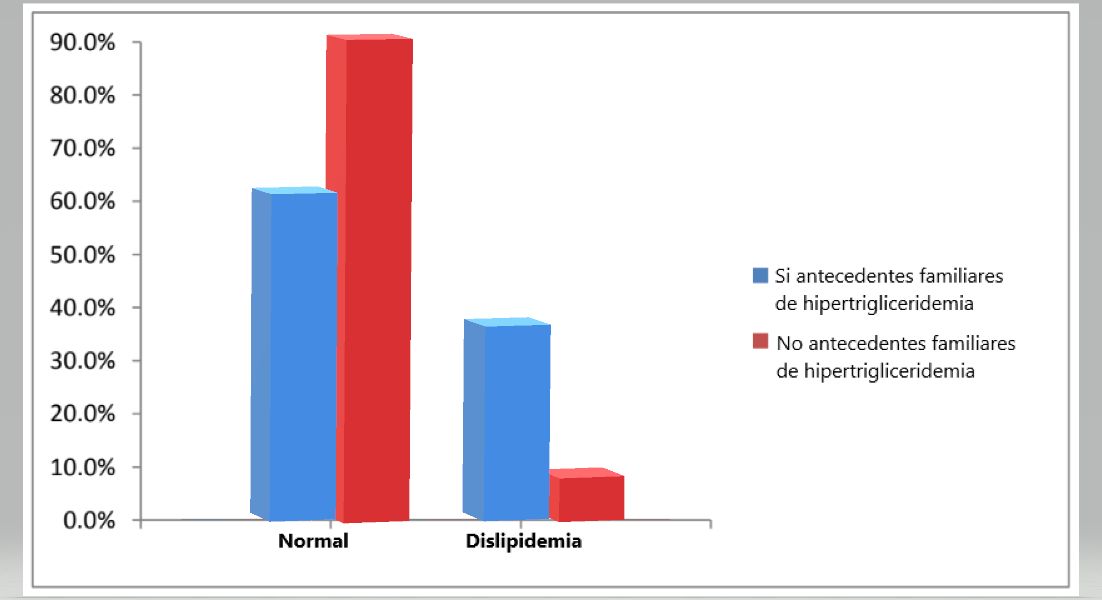 90.0%
80.0%
70.0%
60.0%
50.0%
40.0%
30.0%
20.0%
10.0%
0.0%
Normal
Dislipidemia
Si antecedentes familiares
de hipertrigliceridemia
No antecedentes familiares
de hipertrigliceridemia